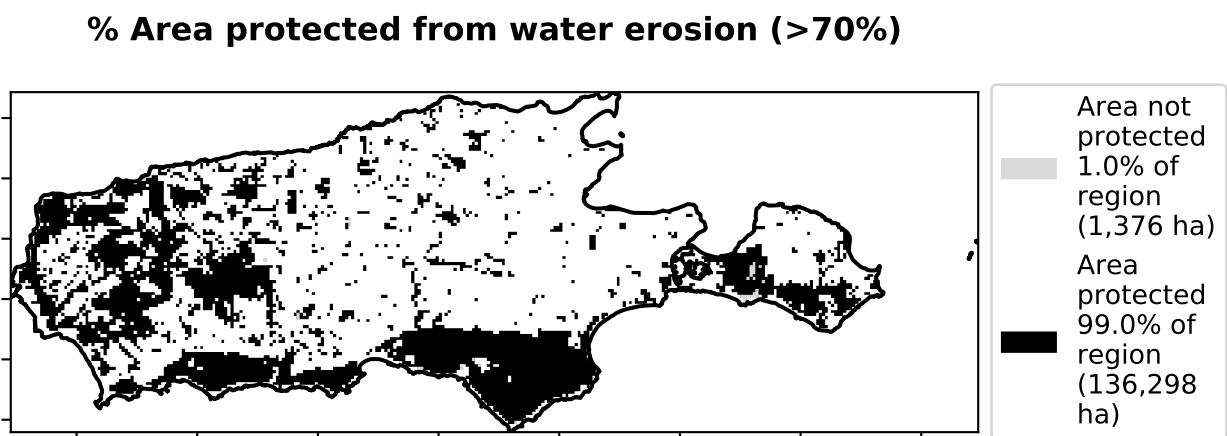 % Area protected from water erosion (>70%)
Area not
protected
1.0% of
region
(1,376 ha)
Area
protected
99.0% of
region
(136,298
ha)